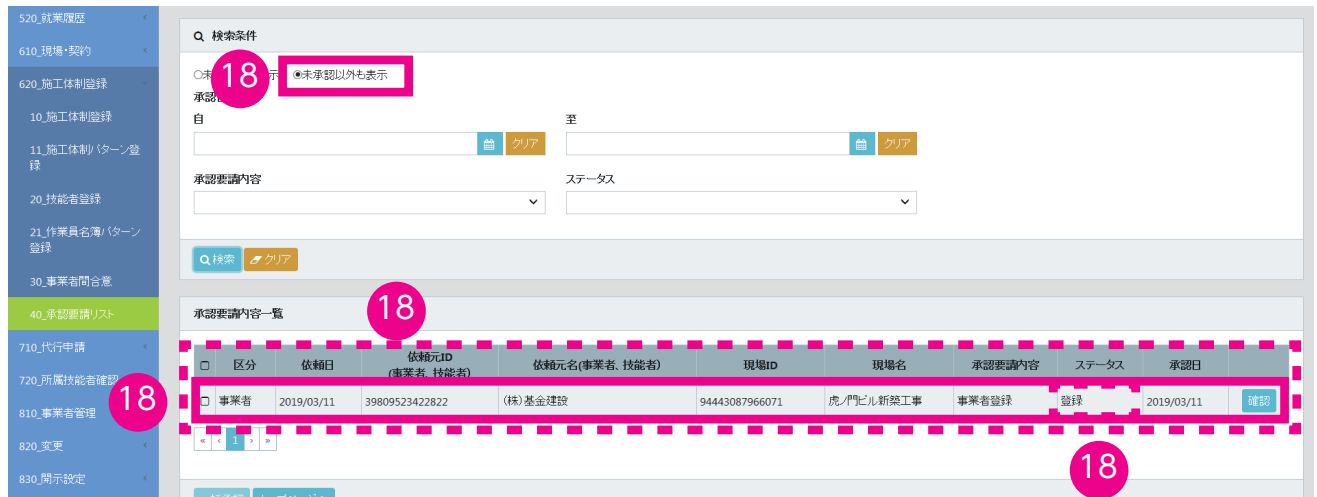 520_就業履歴
610_現場・契約
620_施工体制登録
10_施工体制登録
11_施工体制パターン登
録
20_技能者登録
21_作業員名簿パターン
登録
30_事業者間合意
40_承認要請リスト
710_代行申請
720_所属技能者確認
810_事業者管理
820_変更
830_開示設定
検索条件
18
○未 示 ◉未承認以外も表示
18
承認
自 至
クリア クリア
承認要請内容 ステータス
検索 クリア
18
承認要請内容一覧
区分 依頼日 依頼元ID
(事業者、技能者) 依頼元名(事業者、技能者) 現場ID 現場名 承認要請内容 ステータス 承認日
18
事業者 2019/03/11 39809523422822 (株)基金建設 94443087966071 虎ノ門ビル新築工事 事業者登録 登録 2019/03/11 確認
« ‹ 1 › »
18